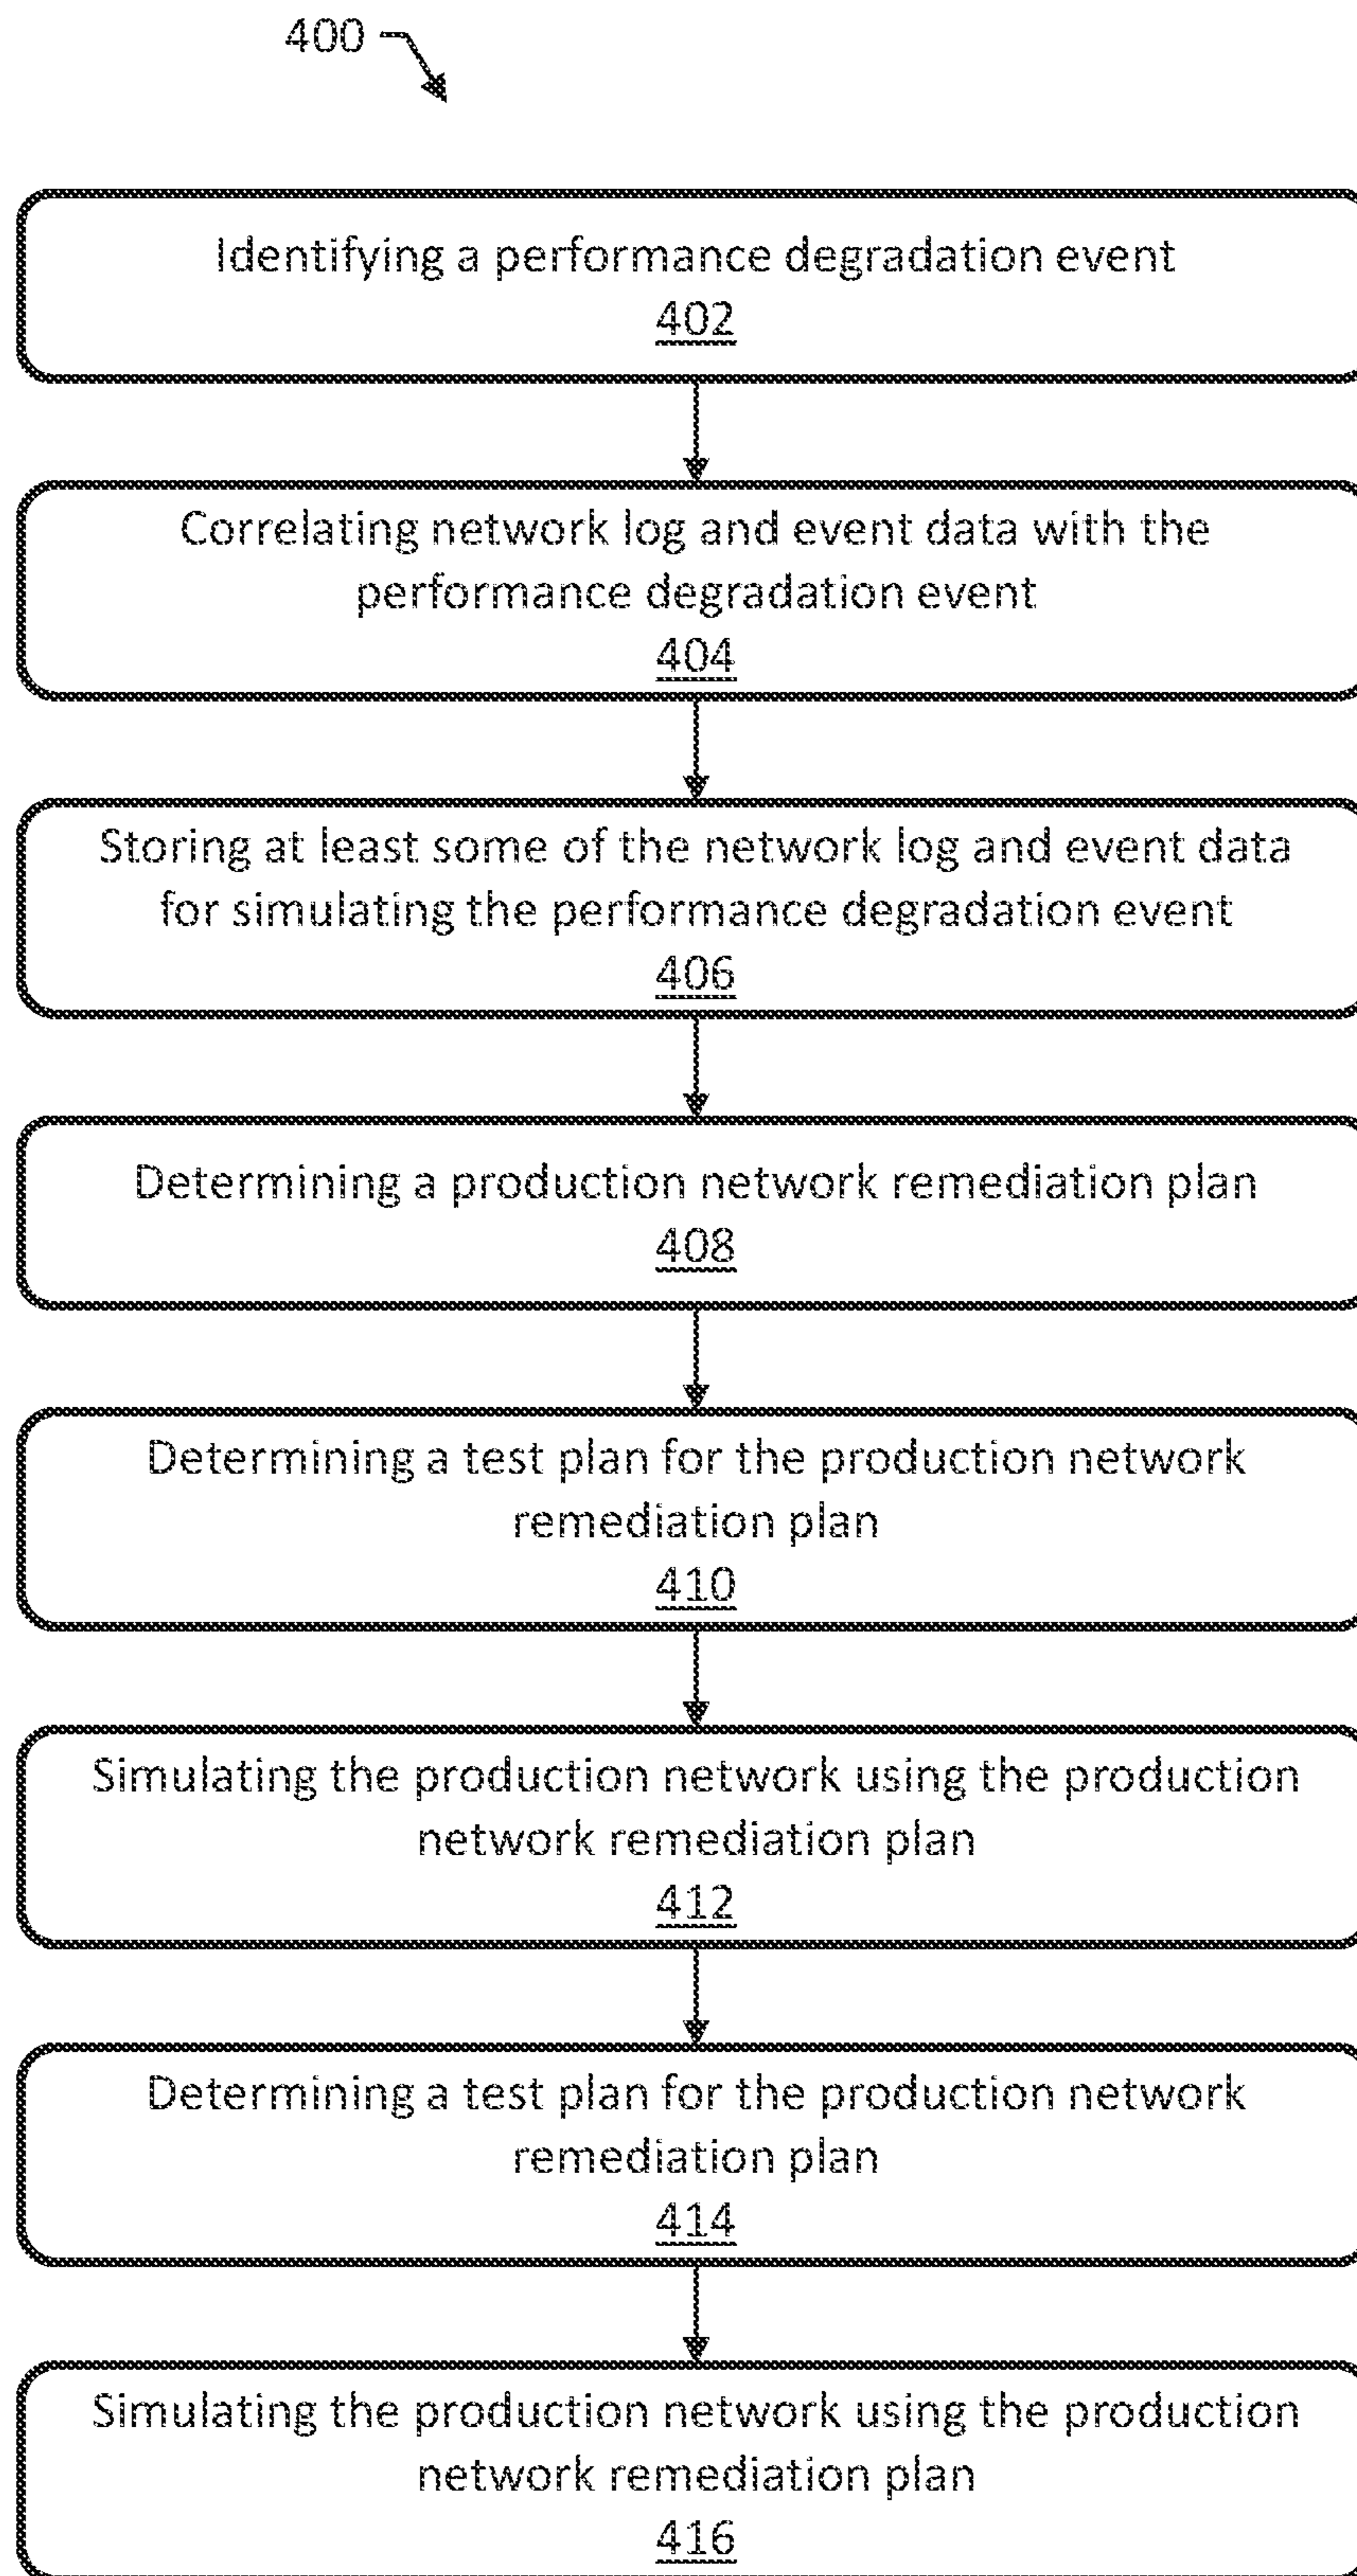 400
Identifying a performance degradation event
402
Correlating network log and event data with the
performance degradation event
404
Storing at least some of the network log and event data
for simulating the performance degradation event
406
Determining a production network remediation plan
408
Determining a test plan for the production network
remediation plan
410
Simulating the production network using the production
network remediation plan
412
Determining a test plan for the production network
remediation plan
414
Simulating the production network using the production
network remediation plan
416